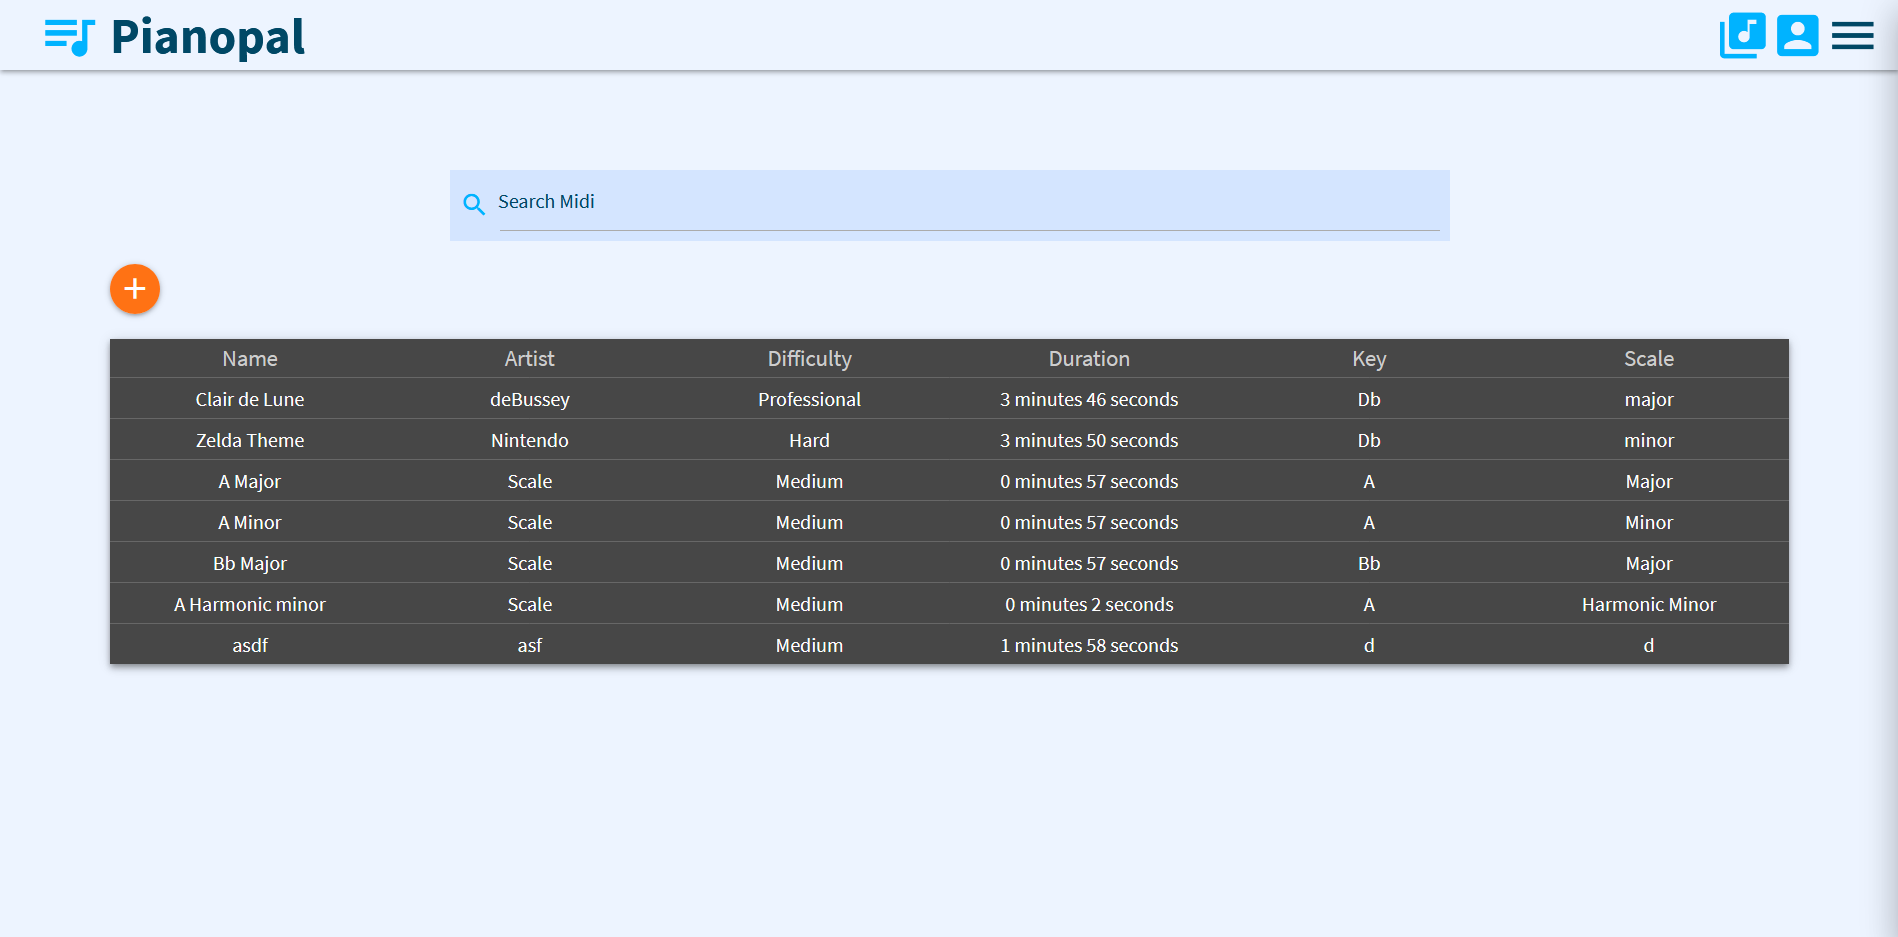 Pianopal
Search Midi
Name Artist Difficulty Duration Key Scale
Clair de Lune deBussey Professional 3 minutes 46 seconds Db major
Zelda Theme Nintendo Hard 3 minutes 50 seconds Db minor
A Major Scale Medium 0 minutes 57 seconds A Major
A Minor Scale Medium 0 minutes 57 seconds A Minor
Bb Major Scale Medium 0 minutes 57 seconds Bb Major
A Harmonic minor Scale Medium 0 minutes 2 seconds A Harmonic Minor
asdf asf Medium 1 minutes 58 seconds d d